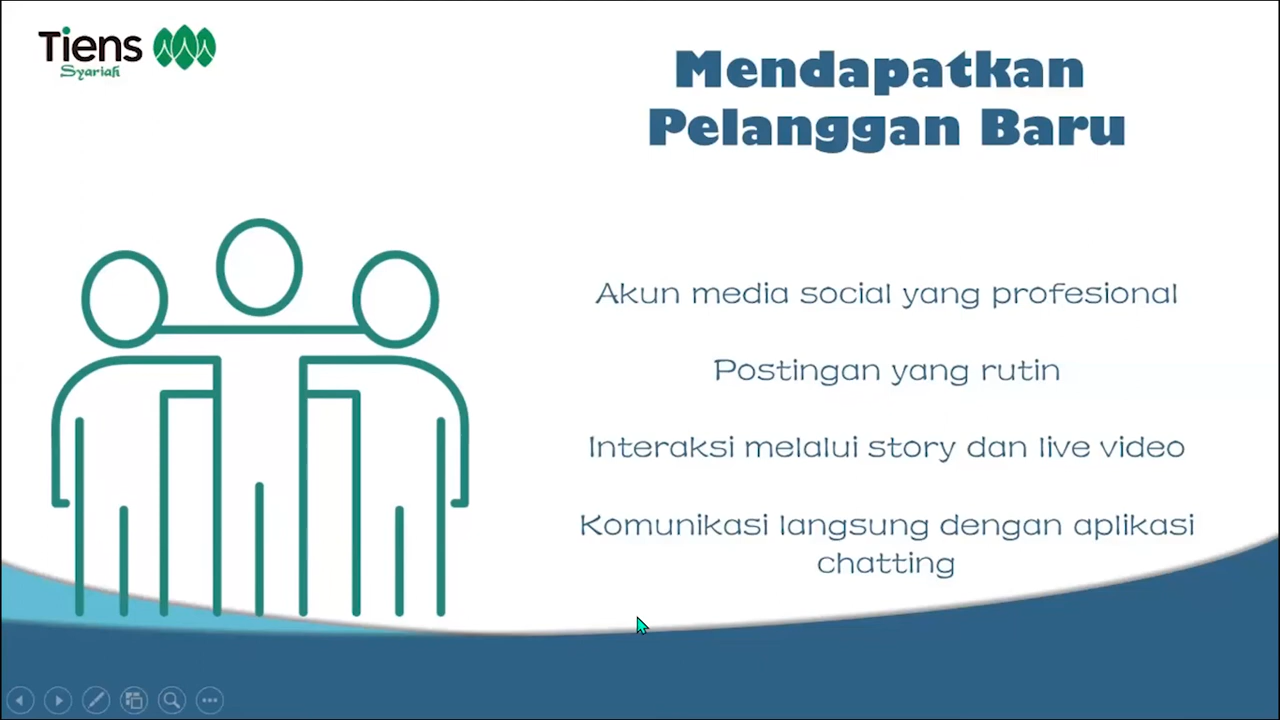 Tiens
Syariah
Mendapatkan
Pelanggan Baru
Akun media social yang profesional
Postingan yang rutin
Interaksi melalui story dan live video
Komunikasi langsung dengan aplikasi
chatting